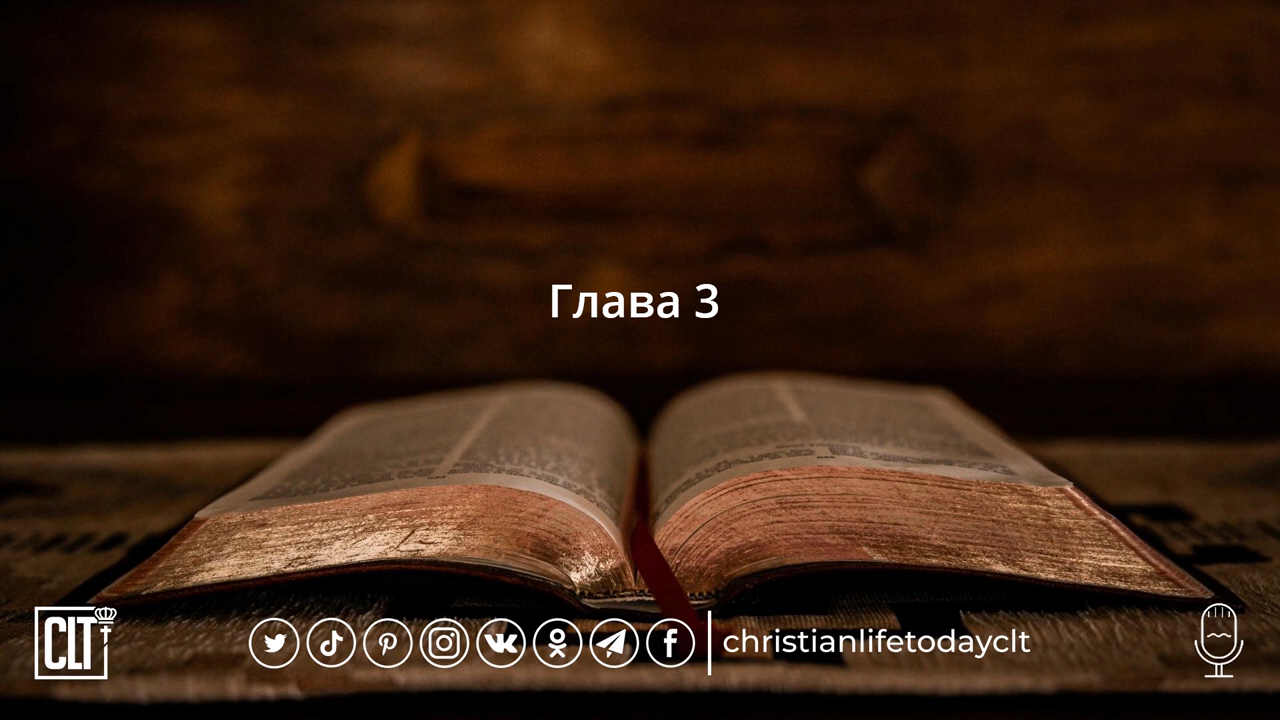 Глава 3
CLT
christianlifetodayclt